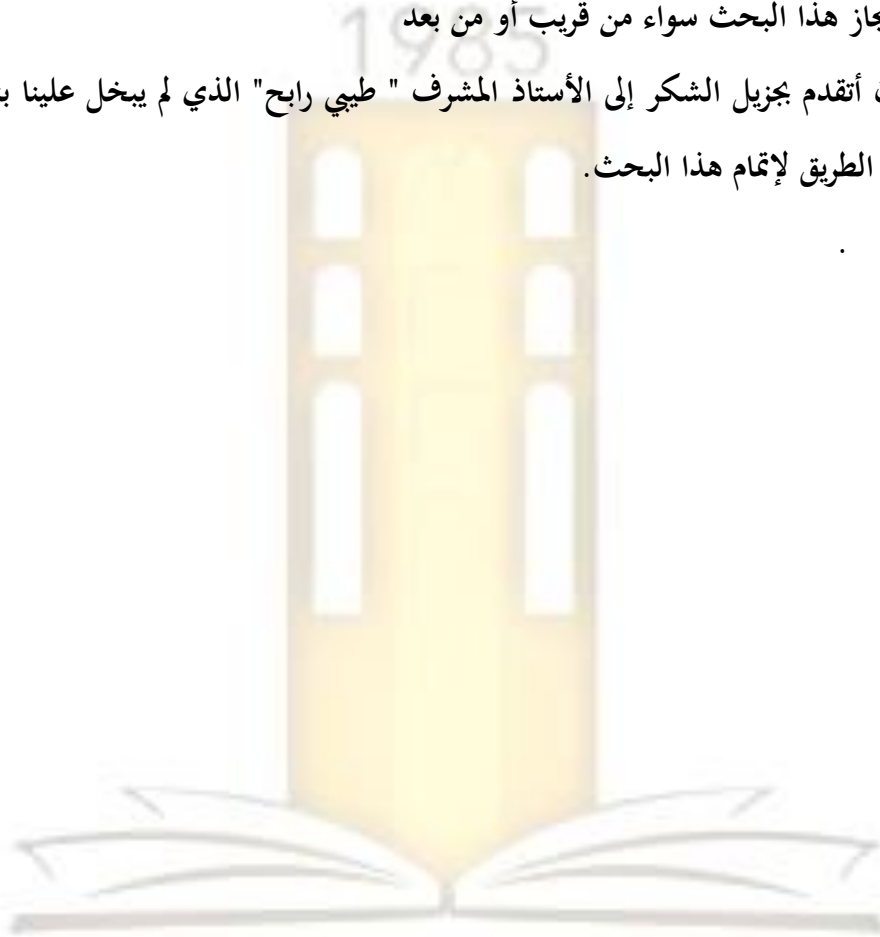 هذا البحث سواء من قريب أو من بعد
1985
أتقدم بجزيل الشكر إلى الأستاذ المشرف " طيبي رابح" الذي لم يبخل علينا
الطريق لإتمام هذا البحث.
.